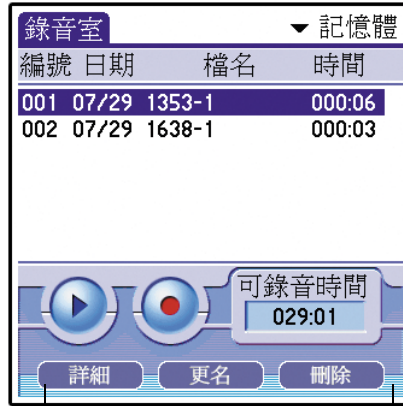 錄音室 記憶體
編號 日期 檔名 時間
001 07/29 1353-1 000:06
002 07/29 1638-1 000:03
可錄音時間
029:01
詳細 更名 刪除